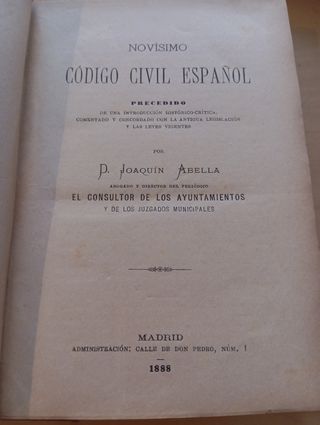 NOVÍSIMO
CÓDIGO CIVIL ESPAÑOL
PRECEDIDO
DE UNA INTRODUCCIÓN HISTÓRICO-CRÍTICA,
COMENTADO Y CONCORDADO CON LA ANTIGUA LEGISLACIÓN
Y LAS LEYES VIGENTES
POR
D. JOAQUÍN ABELLA
ABOGADO Y DIRECTOR DEL PERIÓDICO
EL CONSULTOR DE LOS AYUNTAMIENTOS
Y DE LOS JUZGADOS MUNICIPALES
MADRID
ADMINISTRACIÓN: CALLE DE DON PEDRO, NÚM. 1
1888